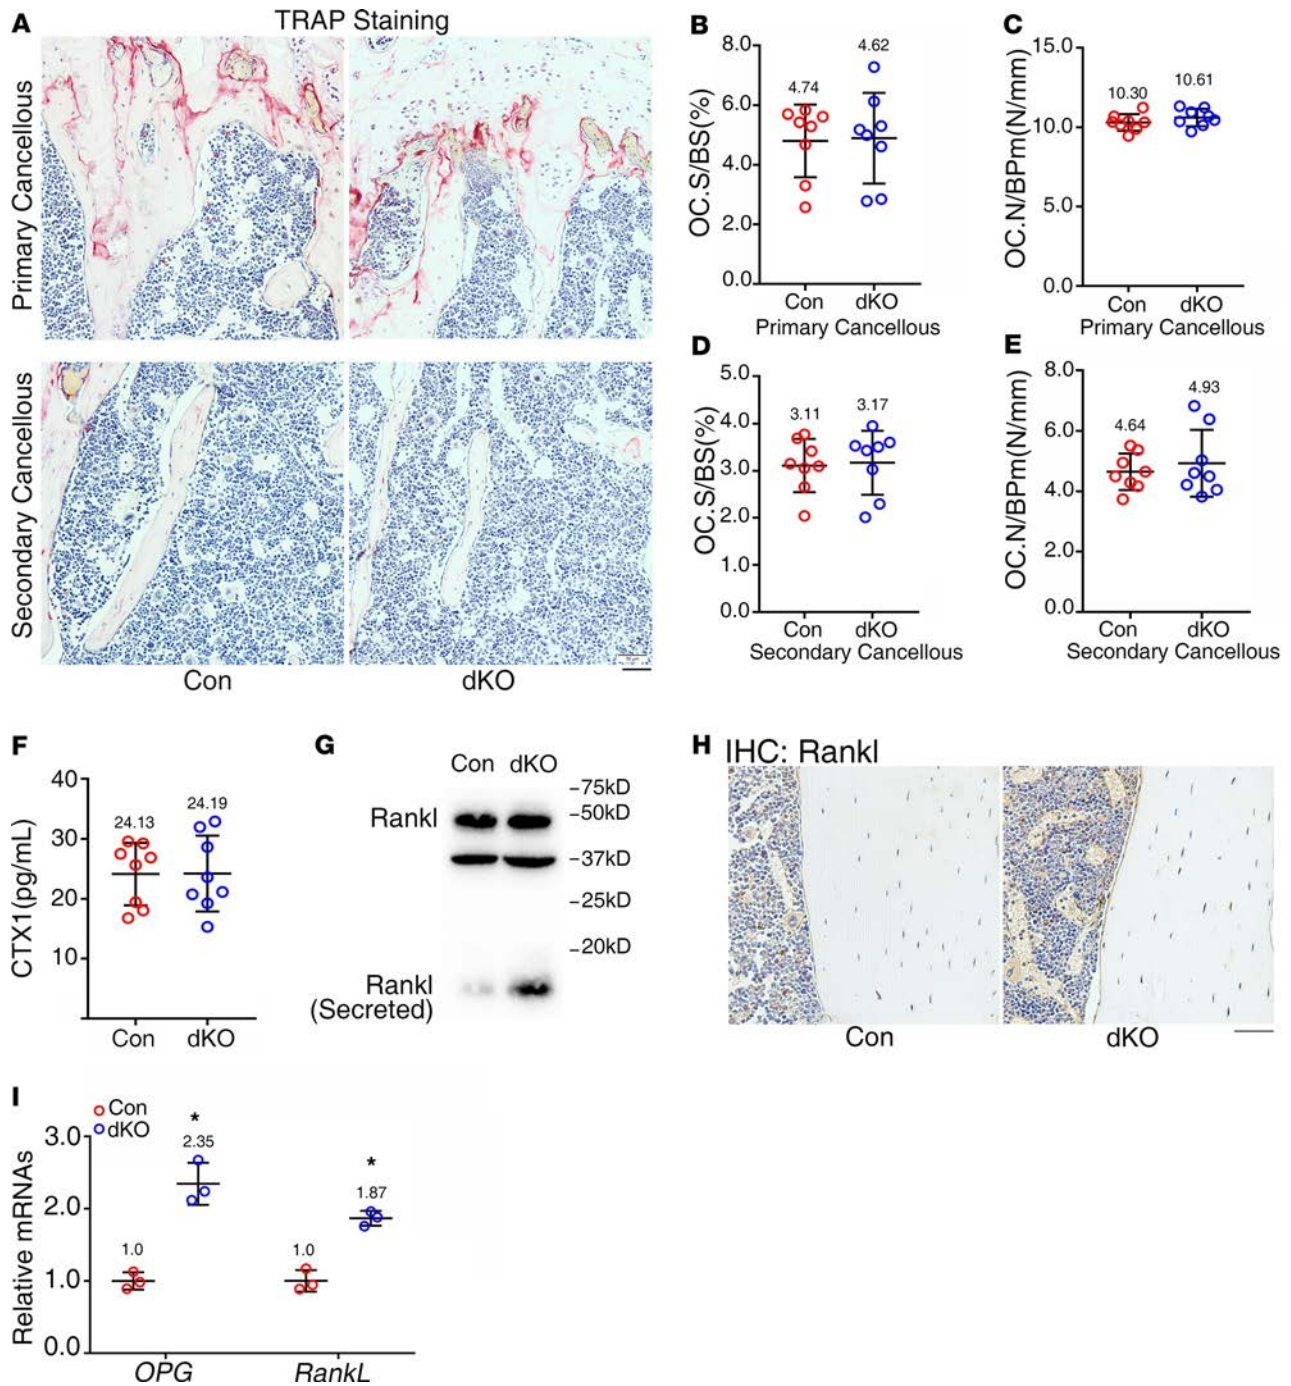 A
TRAP Staining
Primary Cancellous
Secondary Cancellous
Con
dKO
B
OC.S/BS(%)
8.0
6.0
4.0
2.0
0.0
4.74
4.62
Con
dKO
Primary Cancellous
C
OC.N/BPm(N/mm)
15.0
10.0
5.0
0.0
10.30
10.61
Con
dKO
Primary Cancellous
D
OC.S/BS(%)
5.0
4.0
3.0
2.0
1.0
0.0
3.11
3.17
Con
dKO
Secondary Cancellous
E
OC.N/BPm(N/mm)
8.0
6.0
4.0
2.0
0.0
4.64
4.93
Con
dKO
Secondary Cancellous
F
CTX1(pg/mL)
40
30
20
10
24.13
24.19
Con
dKO
G
Con dKO
Rankl
Rankl
(Secreted)
-75kD
-50kD
-37kD
-25kD
-20kD
H
IHC: Rankl
Con
dKO
I
Con
dKO
Relative mRNAs
3.0
2.0
1.0
0.0
1.0
*
2.35
1.0
*
1.87
OPG
RankL